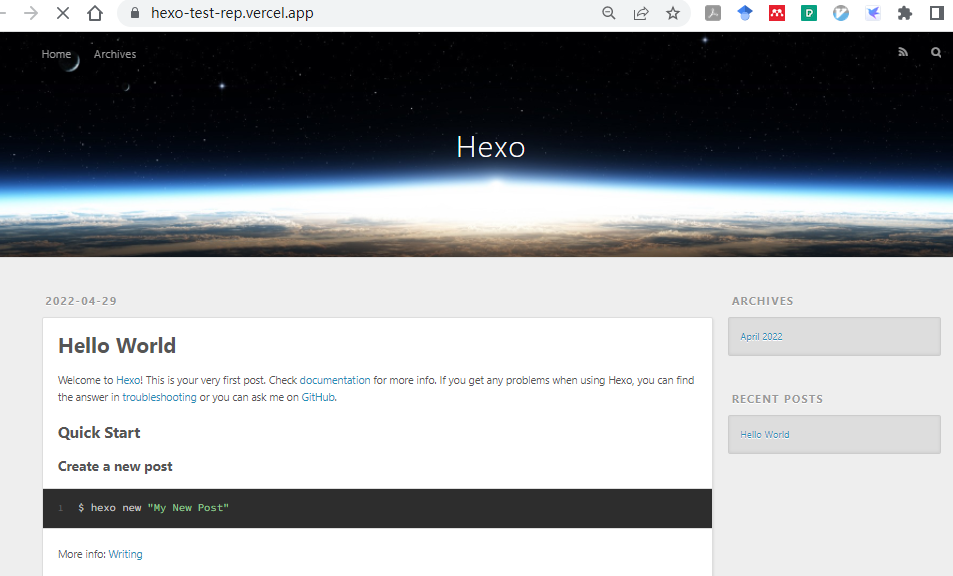 hexo-test-rep.vercel.app
Home Archives
Hexo
2022-04-29
Hello World
Welcome to Hexo! This is your very first post. Check documentation for more info. If you get any problems when using Hexo, you can find
the answer in troubleshooting or you can ask me on GitHub.
Quick Start
Create a new post
1 $ hexo new "My New Post"
More info: Writing
ARCHIVES
April 2022
RECENT POSTS
Hello World